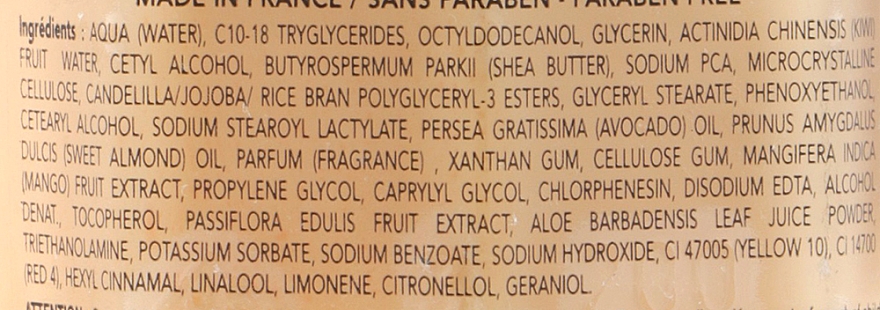 MADE IN FRANCE / SANS PARABEN - PARABEN FREE
Ingrédients : AQUA (WATER), C10-18 TRYGLYCERIDES, OCTYLDODECANOL, GLYCERIN, ACTINIDIA CHINENSIS (KIWI)
FRUIT WATER, CETYL ALCOHOL, BUTYROSPERMUM PARKII (SHEA BUTTER), SODIUM PCA, MICROCRYSTALLINE
CELLULOSE, CANDELILLA/JOJOBA/ RICE BRAN POLYGLYCERYL-3 ESTERS, GLYCERYL STEARATE, PHENOXYETHANOL,
CETEARYL ALCOHOL, SODIUM STEAROYL LACTYLATE, PERSEA GRATISSIMA (AVOCADO) OIL, PRUNUS AMYGDALUS
DULCIS (SWEET ALMOND) OIL, PARFUM (FRAGRANCE) , XANTHAN GUM, CELLULOSE GUM, MANGIFERA INDICA
(MANGO) FRUIT EXTRACT, PROPYLENE GLYCOL, CAPRYLYL GLYCOL, CHLORPHENESIN, DISODIUM EDTA, ALCOHOL
DENAT., TOCOPHEROL, PASSIFLORA EDULIS FRUIT EXTRACT, ALOE BARBADENSIS LEAF JUICE POWDER,
TRIETHANOLAMINE, POTASSIUM SORBATE, SODIUM BENZOATE, SODIUM HYDROXIDE, CI 47005 (YELLOW 10), CI 14700
(RED 4), HEXYL CINNAMAL, LINALOOL, LIMONENE, CITRONELLOL, GERANIOL.
ATTENTION